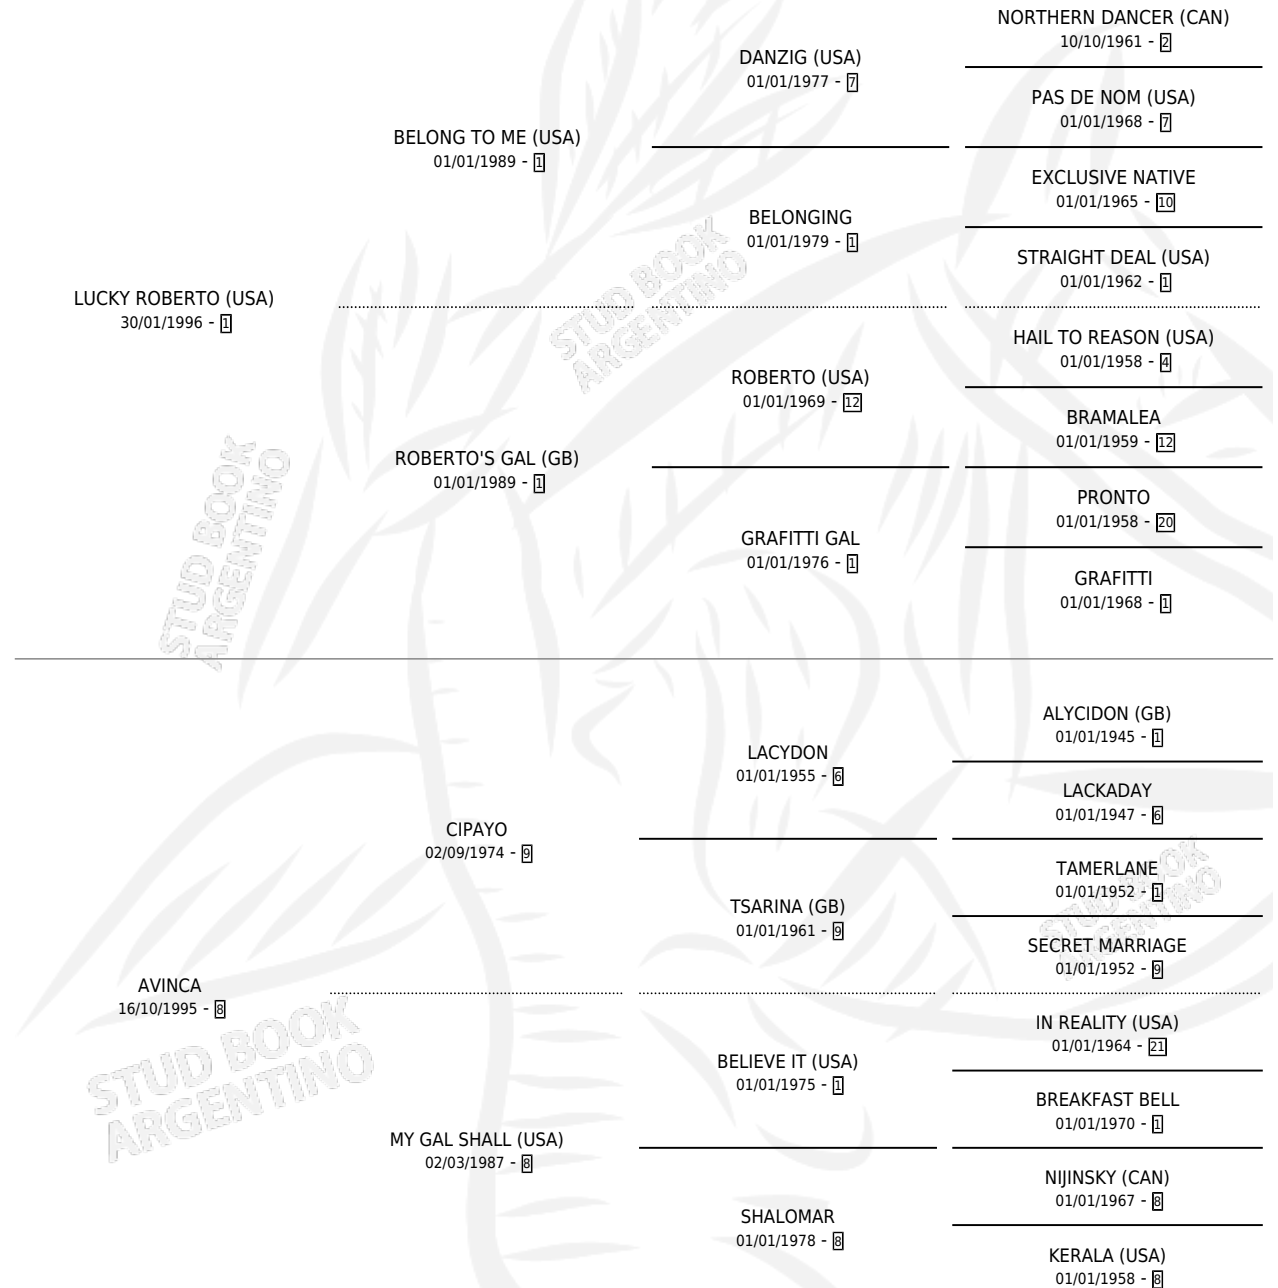 LUCKY ROBERTO (USA)
30/01/1996 - 1
BELONG TO ME (USA)
01/01/1989 - 1
ROBERTO'S GAL (GB)
01/01/1989 - 1
DANZIG (USA)
01/01/1977 - 7
BELONGING
01/01/1979 - 1
ROBERTO (USA)
01/01/1969 - 12
GRAFITTI GAL
01/01/1976 - 1
NORTHERN DANCER (CAN)
10/10/1961 - 2
PAS DE NOM (USA)
01/01/1968 - 7
EXCLUSIVE NATIVE
01/01/1965 - 10
STRAIGHT DEAL (USA)
01/01/1962 - 1
HAIL TO REASON (USA)
01/01/1958 - 4
BRAMALEA
01/01/1959 - 12
PRONTO
01/01/1958 - 20
GRAFITTI
01/01/1968 - 1
STUD BOOK
ARGENTINO
STUD BOOK
ARGENTINO
AVINCA
16/10/1995 - 8
CIPAYO
02/09/1974 - 9
MY GAL SHALL (USA)
02/03/1987 - 8
LACYDON
01/01/1955 - 6
TSARINA (GB)
01/01/1961 - 9
BELIEVE IT (USA)
01/01/1975 - 1
SHALOMAR
01/01/1978 - 8
ALYCIDON (GB)
01/01/1945 - 1
LACKADAY
01/01/1947 - 6
TAMERLANE
01/01/1952 - 1
SECRET MARRIAGE
01/01/1952 - 9
IN REALITY (USA)
01/01/1964 - 21
BREAKFAST BELL
01/01/1970 - 1
NIJINSKY (CAN)
01/01/1967 - 8
KERALA (USA)
01/01/1958 - 8
STUD BOOK
ARGENTINO
STUD BOOK
ARGENTINO